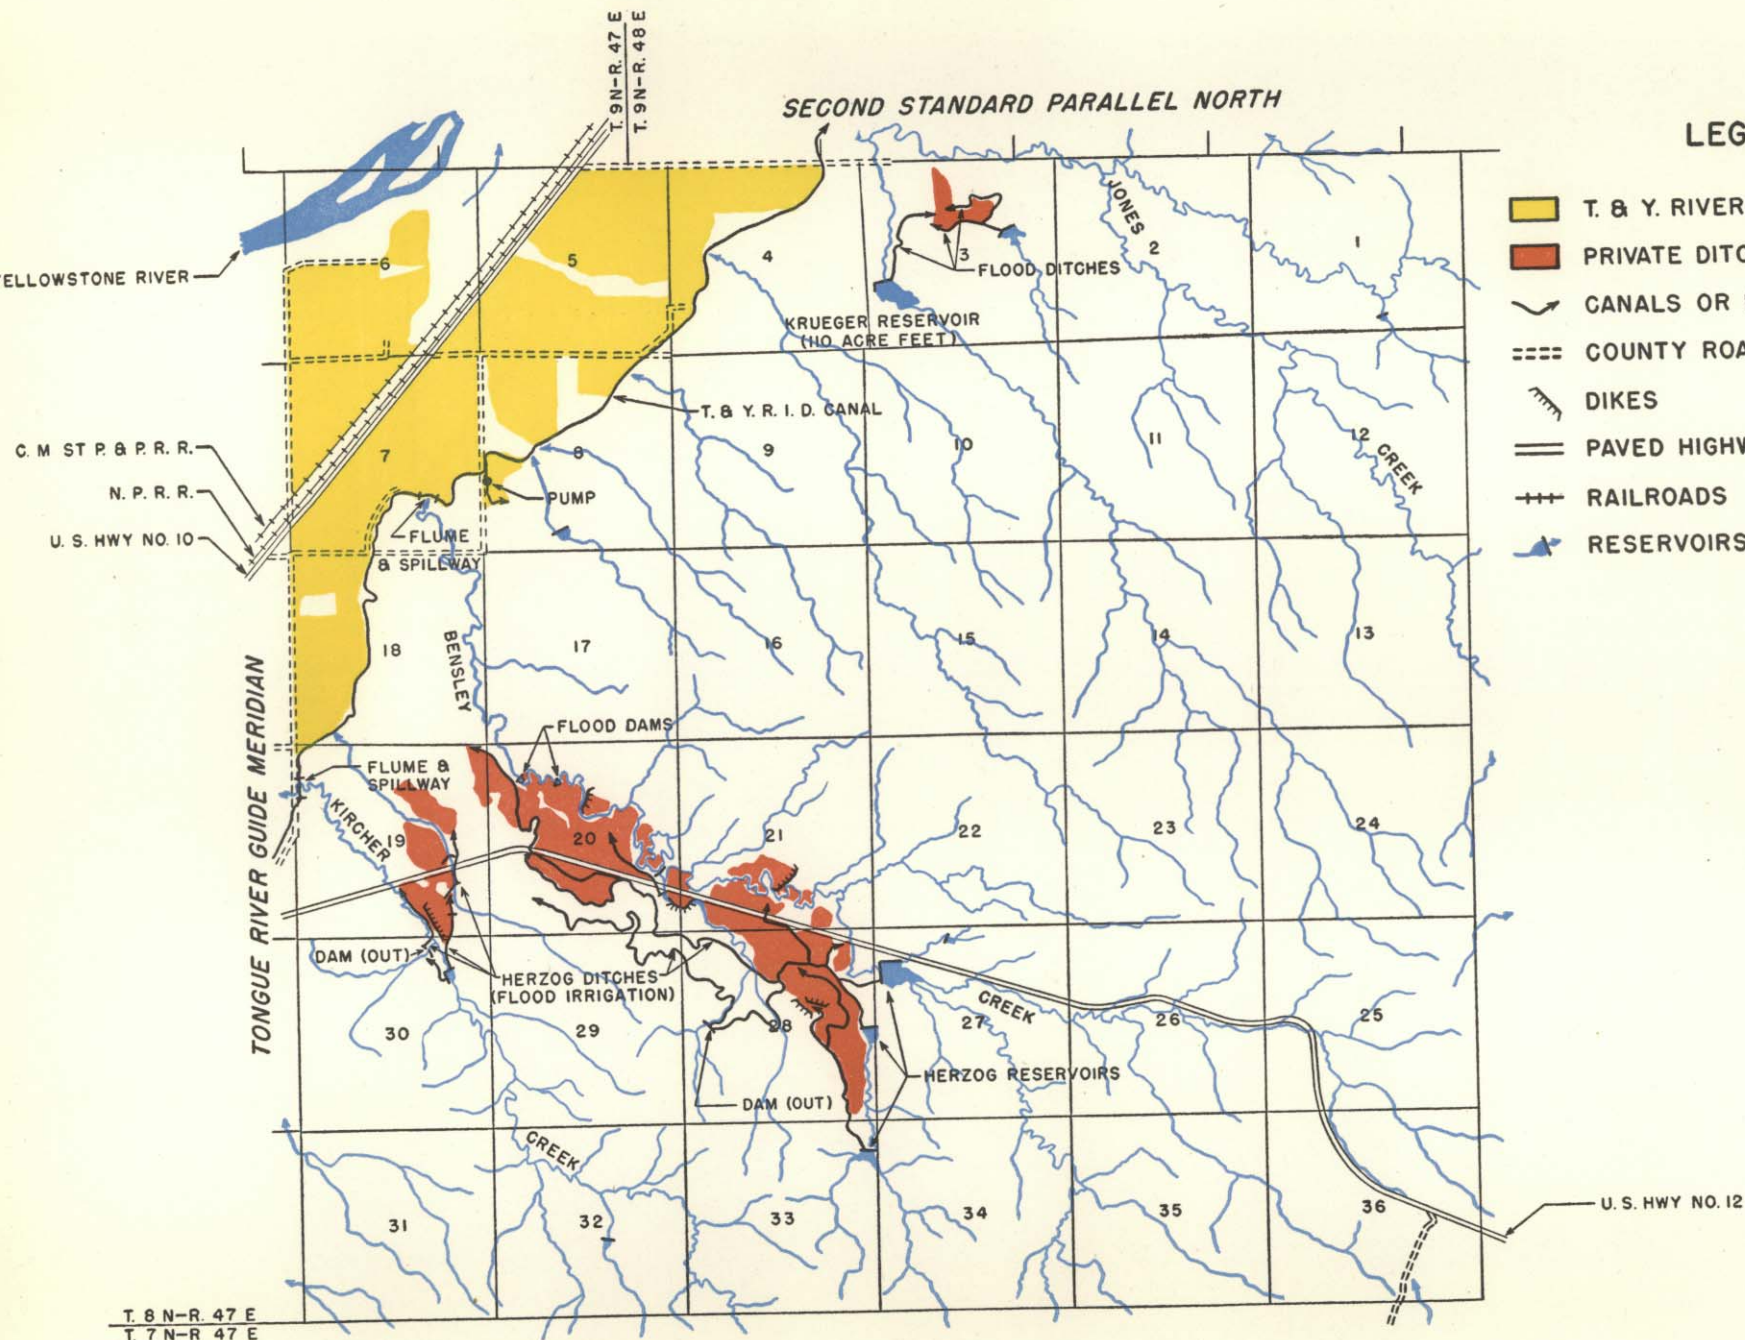 T. 9N–R. 47 E
T. 9N–R. 48 E
SECOND STANDARD PARALLEL NORTH
LEG
T. & Y. RIVER
PRIVATE DITC
CANALS OR
COUNTY ROA
DIKES
PAVED HIGHW
RAILROADS
RESERVOIRS
JONES
CREEK
6
5
4
3
2
1
FLOOD DITCHES
YELLOWSTONE RIVER
KRUEGER RESERVOIR
(110 ACRE FEET)
T. & Y. R. I. D. CANAL
C. M ST P. & P. R. R.
N. P. R. R.
U. S. HWY NO. 10
7
8
9
10
11
12
PUMP
FLUME
& SPILLWAY
BENSLEY
18
17
16
15
14
13
TONGUE RIVER GUIDE MERIDIAN
FLOOD DAMS
FLUME &
SPILLWAY
KIRCHER
19
20
21
22
23
24
DAM (OUT)
HERZOG DITCHES
(FLOOD IRRIGATION)
CREEK
30
29
28
27
26
25
HERZOG RESERVOIRS
DAM (OUT)
CREEK
31
32
33
34
35
36
U. S. HWY NO. 12
T. 8 N–R. 47 E
T. 7 N–R 47 E